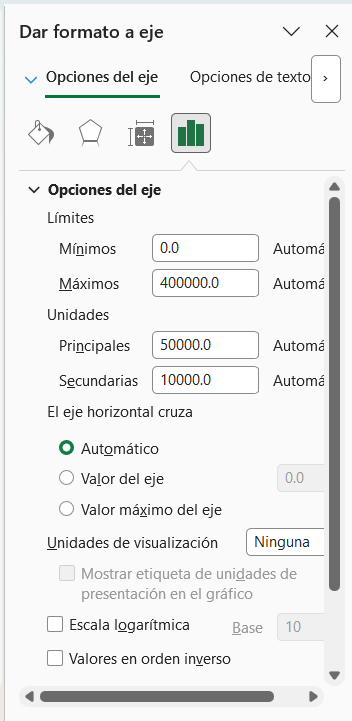 Dar formato a eje
Opciones del eje Opciones de texto
Opciones del eje
Límites
Mínimos 0.0 Automá
Máximos 400000.0 Automá
Unidades
Principales 50000.0 Automá
Secundarias 10000.0 Automá
El eje horizontal cruza
Automático
Valor del eje 0.0
Valor máximo del eje
Unidades de visualización Ninguna
Mostrar etiqueta de unidades de
presentación en el gráfico
Escala logarítmica Base 10
Valores en orden inverso